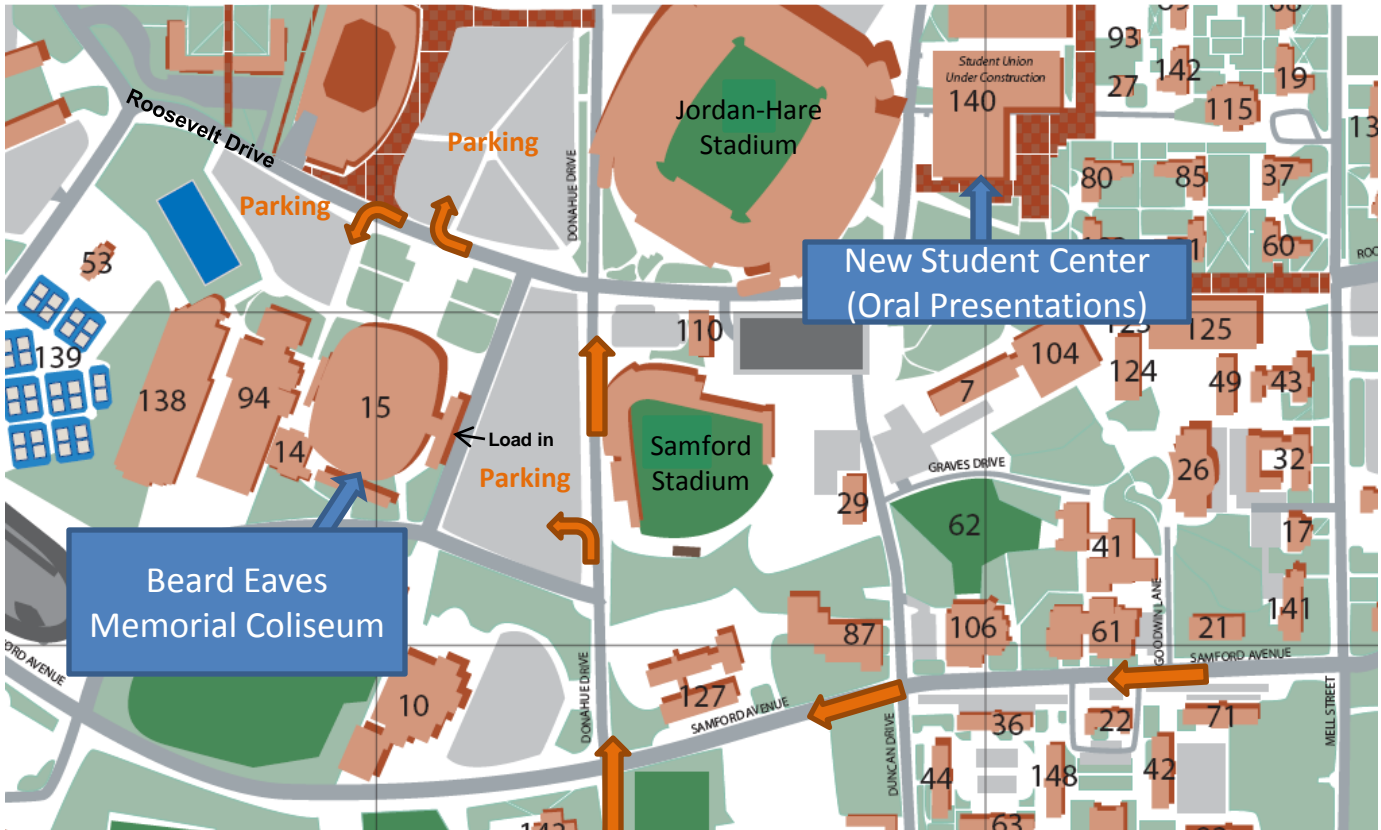 93
142
27
19
115
Student Union
Under Construction
140
Jordan-Hare
Stadium
Roosevelt Drive
Parking
Parking
DONAHUE DRIVE
80
85
37
60
New Student Center
(Oral Presentations)
53
139
138
94
14
15
Load in
Parking
110
Samford
Stadium
29
7
104
124
125
49
43
26
32
17
GRAVES DRIVE
62
41
Beard Eaves
Memorial Coliseum
106
61
GOODWIN LANE
21
141
87
SAMFORD AVENUE
10
DONAHUE DRIVE
127
SAMFORD AVENUE
DUNCAN DRIVE
36
22
71
MELL STREET
44
148
42
63